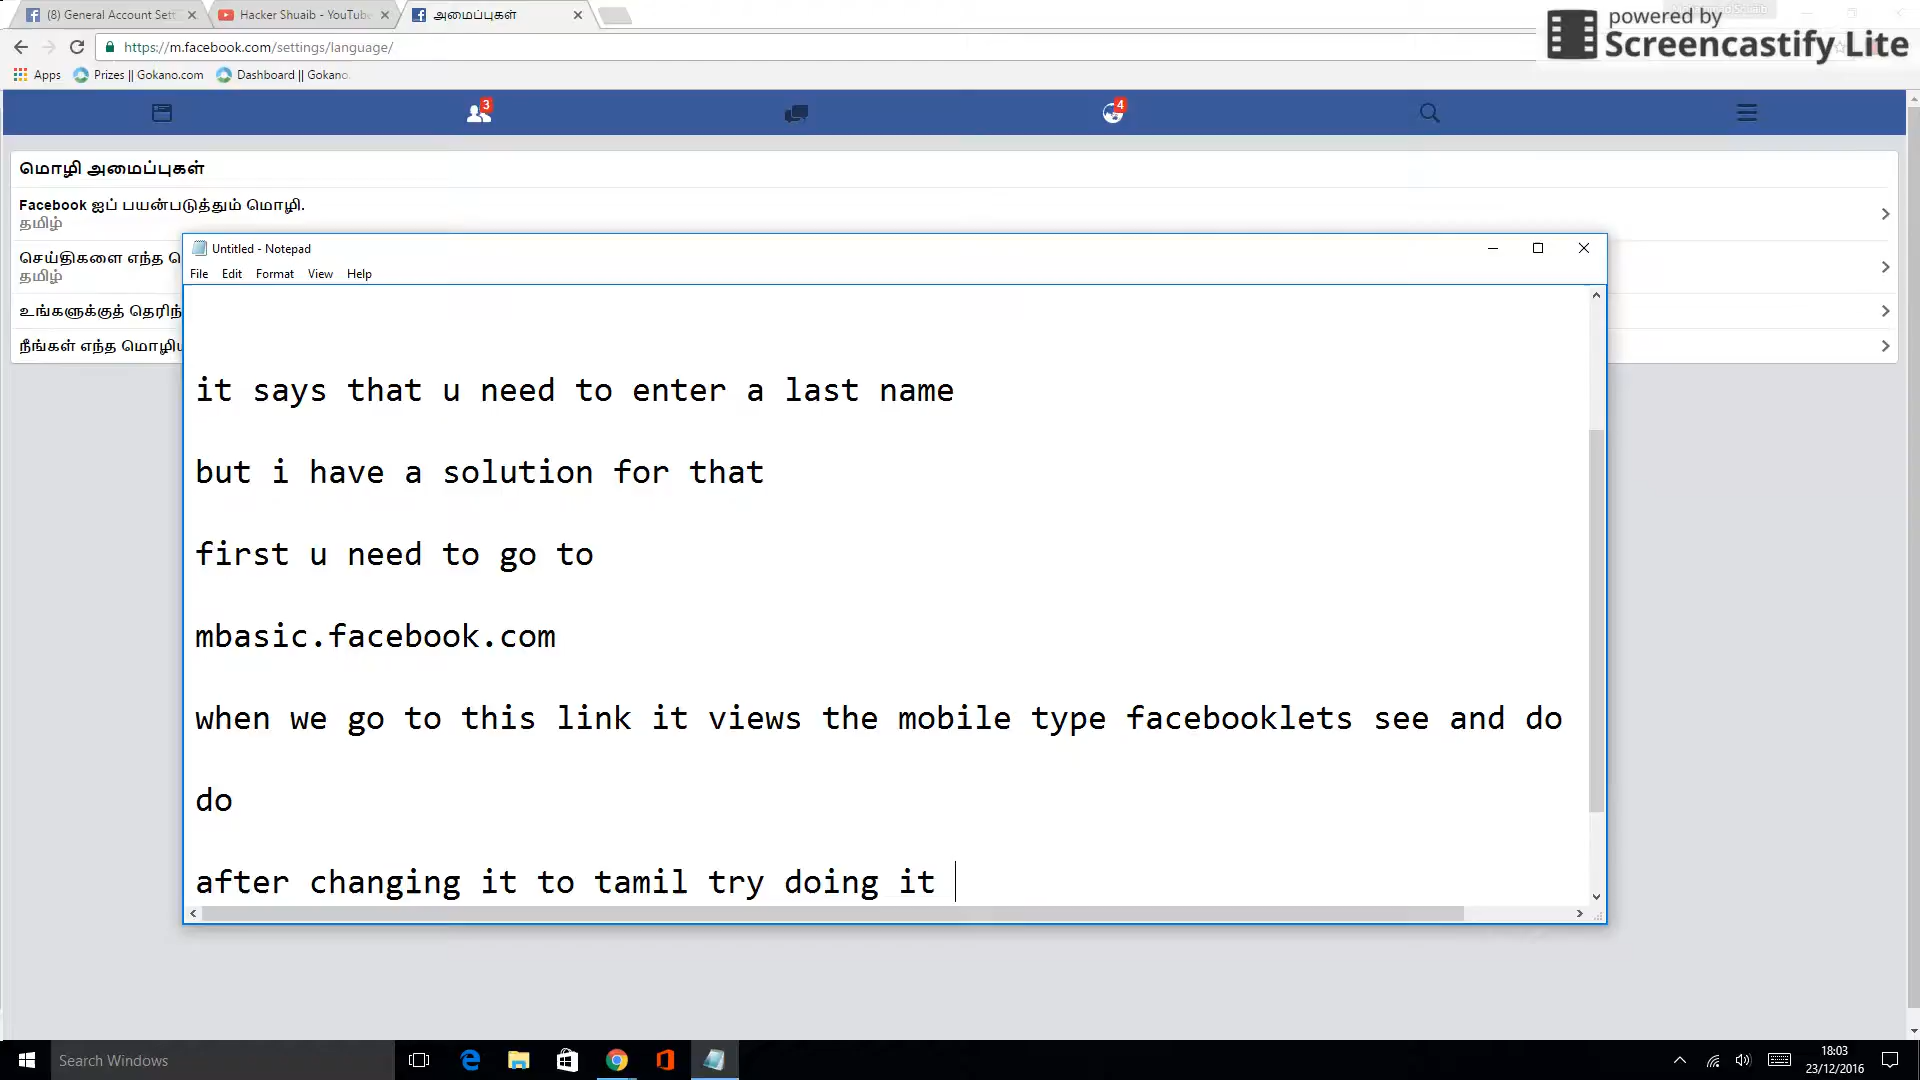 (8) General Account Sett
Hacker Shuaib - YouTube
அமைப்புகள்
powered by
Screencastify Lite
https://m.facebook.com/settings/language/
Apps
Prizes || Gokano.com
Dashboard || Gokano.
3
4
மொழி அமைப்புகள்
Facebook ஐப் பயன்படுத்தும் மொழி.
தமிழ்
செய்திகளை எந்த
தமிழ்
உங்களுக்குத்
நீங்கள் எந்த
Untitled - Notepad
File Edit Format View Help
it says that u need to enter a last name
but i have a solution for that
first u need to go to
mbasic.facebook.com
when we go to this link it views the mobile type facebooklets see and do
do
after changing it to tamil try doing it
Search Windows
18:03
23/12/2016